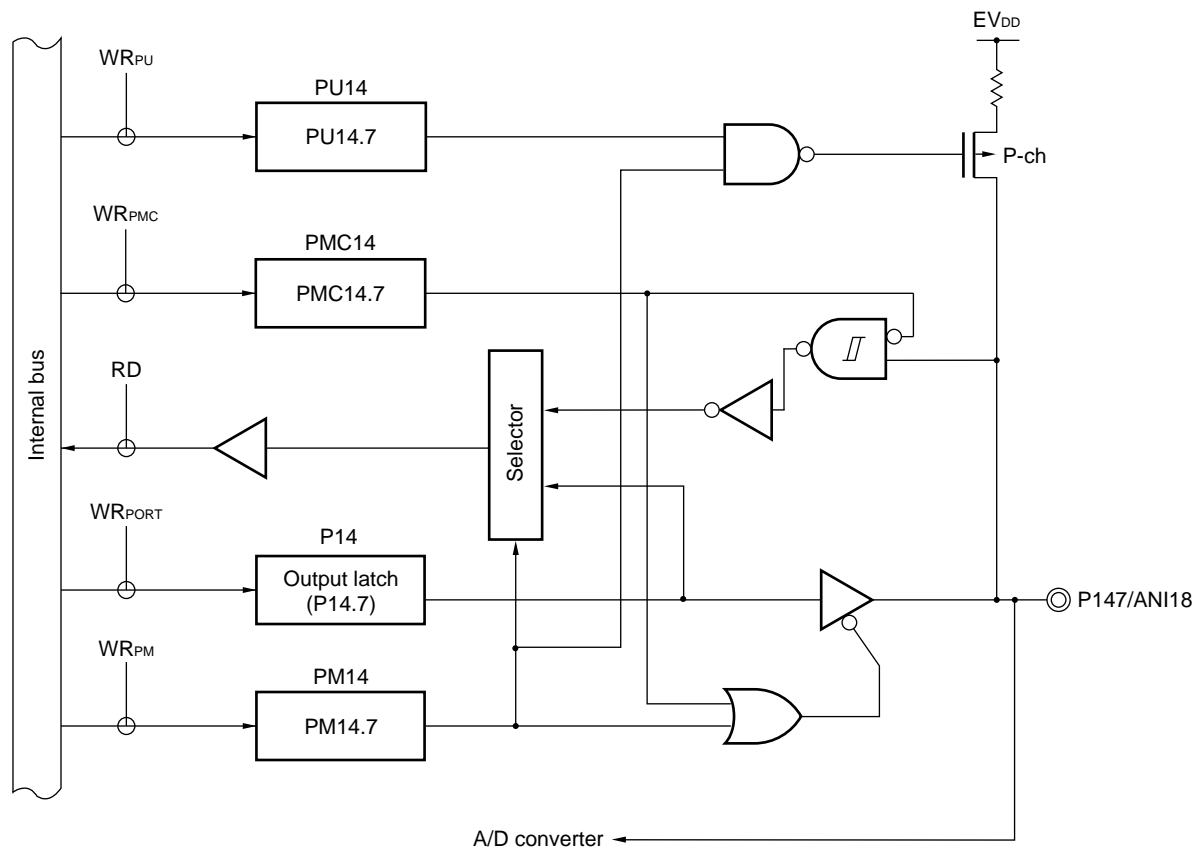 EVDD
WRPU
PU14
PU14.7
P-ch
WRPMC
PMC14
PMC14.7
Internal bus
RD
Selector
WRPORT
P14
Output latch
(P14.7)
P147/ANI18
WRPM
PM14
PM14.7
A/D converter